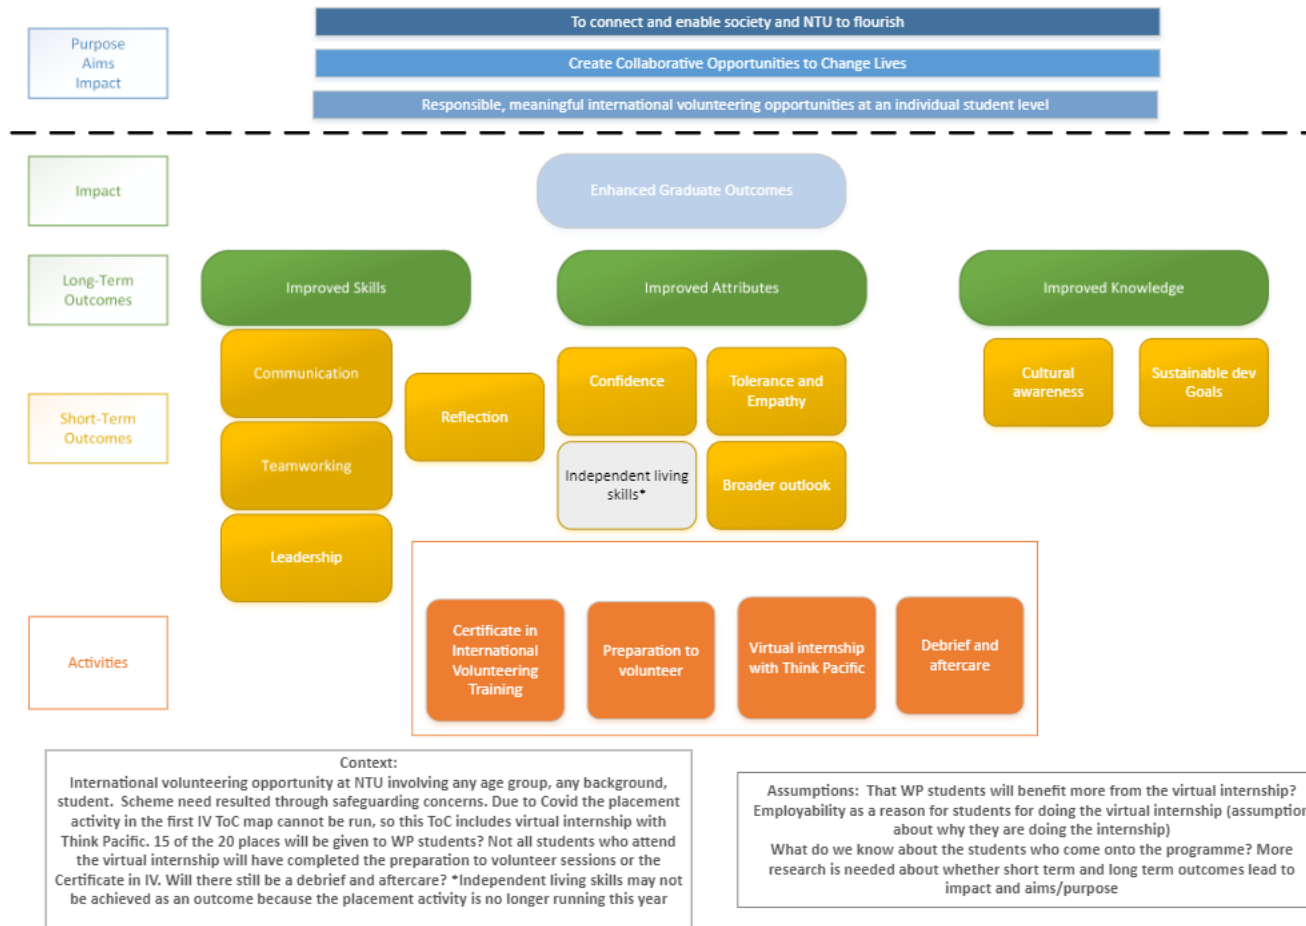 Purpose
Aims
Impact
To connect and enable society and NTU to flourish
Create Collaborative Opportunities to Change Lives
Responsible, meaningful international volunteering opportunities at an individual student level
Impact
Enhanced Graduate Outcomes
Long-Term
Outcomes
Improved Skills
Improved Attributes
Improved Knowledge
Short-Term
Outcomes
Communication
Teamworking
Leadership
Reflection
Confidence
Tolerance and
Empathy
Independent living
skills*
Broader outlook
Cultural
awareness
Sustainable dev
Goals
Activities
Certificate in
International
Volunteering
Training
Preparation to
volunteer
Virtual internship
with Think Pacific
Debrief and
aftercare
Context:
International volunteering opportunity at NTU involving any age group, any background,
student. Scheme need resulted through safeguarding concerns. Due to Covid the placement
activity in the first IV ToC map cannot be run, so this ToC includes virtual internship with
Think Pacific. 15 of the 20 places will be given to WP students? Not all students who attend
the virtual internship will have completed the preparation to volunteer sessions or the
Certificate in IV. Will there still be a debrief and aftercare? *Independent living skills may not
be achieved as an outcome because the placement activity is no longer running this year
Assumptions: That WP students will benefit more from the virtual internship?
Employability as a reason for students for doing the virtual internship (assumption
about why they are doing the internship)
What do we know about the students who come onto the programme? More
research is needed about whether short term and long term outcomes lead to
impact and aims/purpose